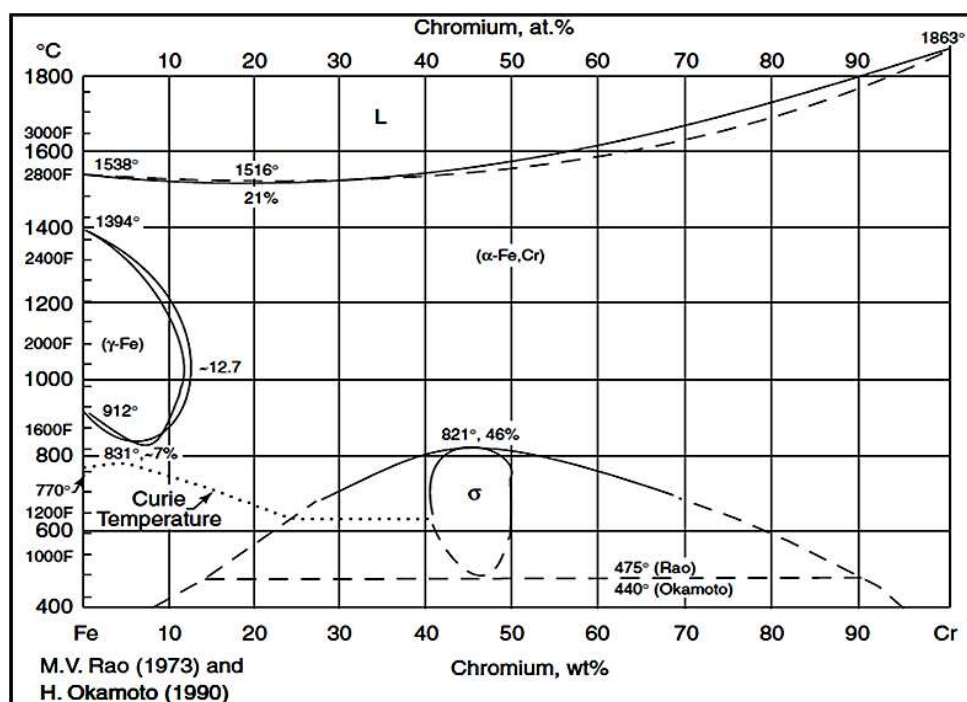 Chromium, at.%
°C
10 20 30 40 50 60 70 80 90
1863°
1800
3000F
L
1600
1538°
1516°
2800F
21%
1394°
1400
2400F
(α-Fe,Cr)
1200
2000F
(γ-Fe)
~12.7
1000
912°
1600F
821°, 46%
800
831°, ~7%
770°
Curie
Temperature
σ
1200F
600
1000F
475° (Rao)
440° (Okamoto)
400
Fe 10 20 30 40 50 60 70 80 90 Cr
M.V. Rao (1973) and
Chromium, wt%
H. Okamoto (1990)